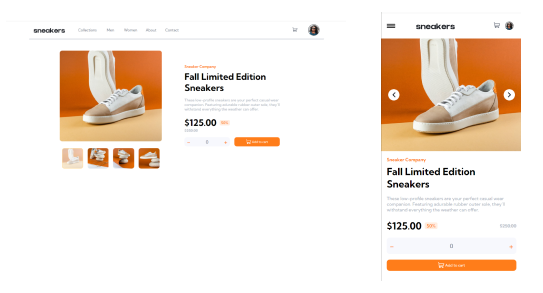 sneakers
Collections Men Women About Contact
Sneaker Company
Fall Limited Edition
Sneakers
These low-profile sneakers are your perfect casual wear
companion. Featuring a durable rubber outer sole, they'll
withstand everything the weather can offer.
$125.00 50%
$250.00
- 0 +
Add to cart
sneakers
Sneaker Company
Fall Limited Edition
Sneakers
These low-profile sneakers are your perfect casual wear
companion. Featuring a durable rubber outer sole, they'll
withstand everything the weather can offer.
$125.00 50% $250.00
- 0 +
Add to cart